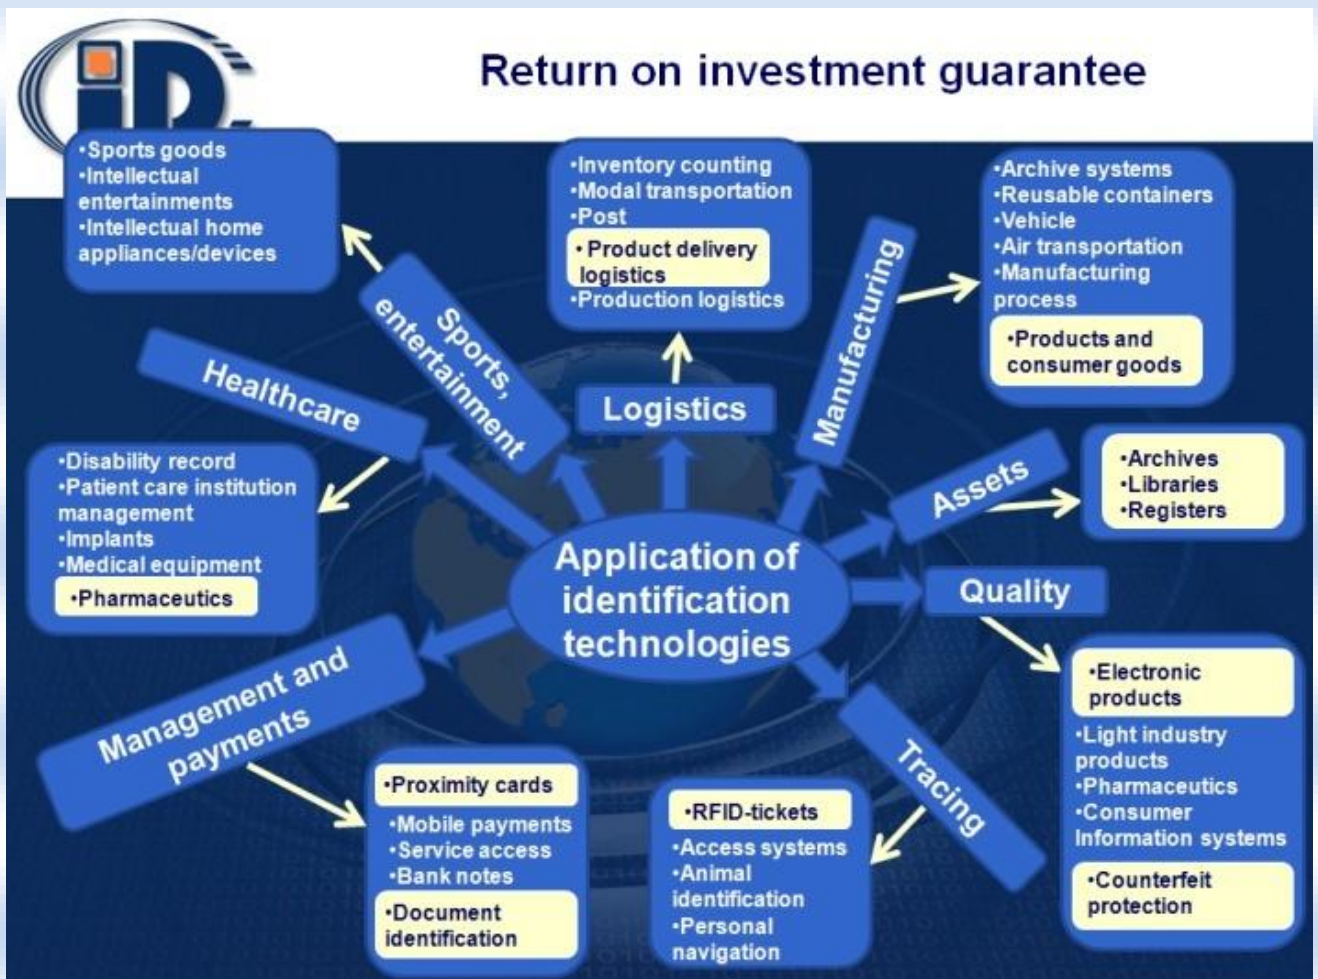 iD
Return on investment guarantee
•Sports goods
•Intellectual
entertainments
•Intellectual home
appliances/devices
•Inventory counting
•Modal transportation
•Post
• Product delivery
logistics
•Production logistics
•Archive systems
•Reusable containers
•Vehicle
•Air transportation
•Manufacturing
process
•Products and
consumer goods
Healthcare
Sports,
entertainment
Logistics
Manufacturing
Assets
•Archives
•Libraries
•Registers
•Disability record
•Patient care institution
management
•Implants
•Medical equipment
•Pharmaceutics
Application of
identification
technologies
Quality
•Electronic
products
•Light industry
products
•Pharmaceutics
•Consumer
Information systems
•Counterfeit
protection
Management and
payments
•Proximity cards
•Mobile payments
•Service access
•Bank notes
•Document
identification
Tracing
•RFID-tickets
•Access systems
•Animal
identification
•Personal
navigation